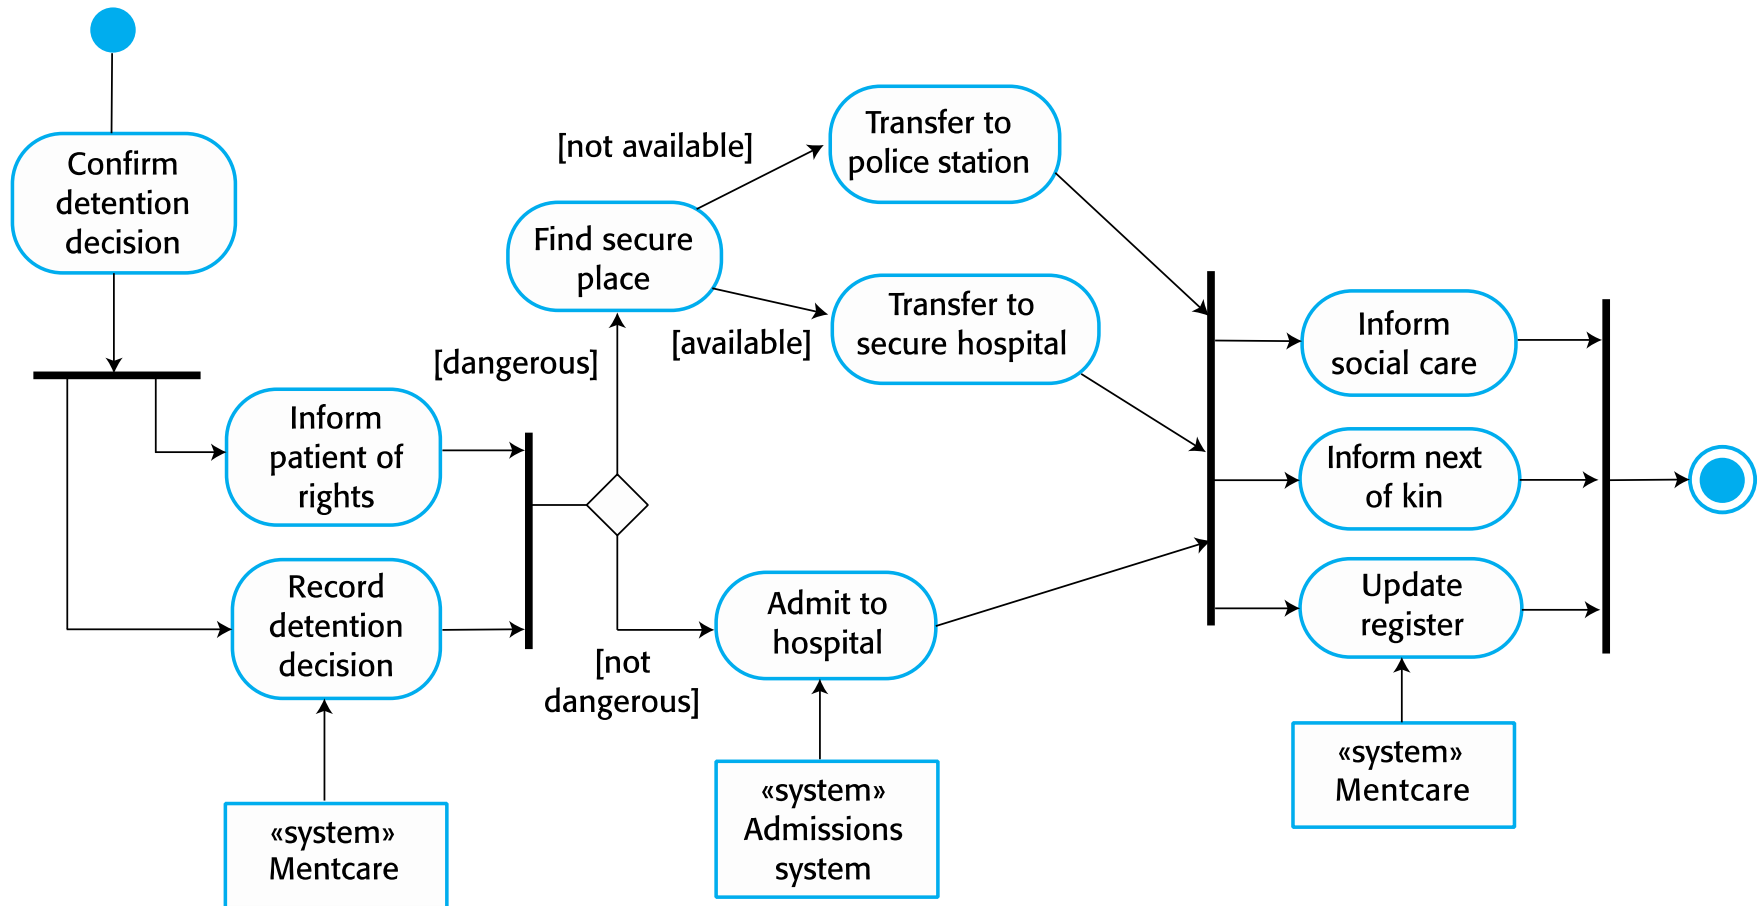 Confirm
detention
decision
Inform
patient of
rights
Record
detention
decision
«system»
Mentcare
[dangerous]
[not
dangerous]
Find secure
place
[not available]
[available]
Transfer to
police station
Transfer to
secure hospital
Admit to
hospital
«system»
Admissions
system
Inform
social care
Inform next
of kin
Update
register
«system»
Mentcare